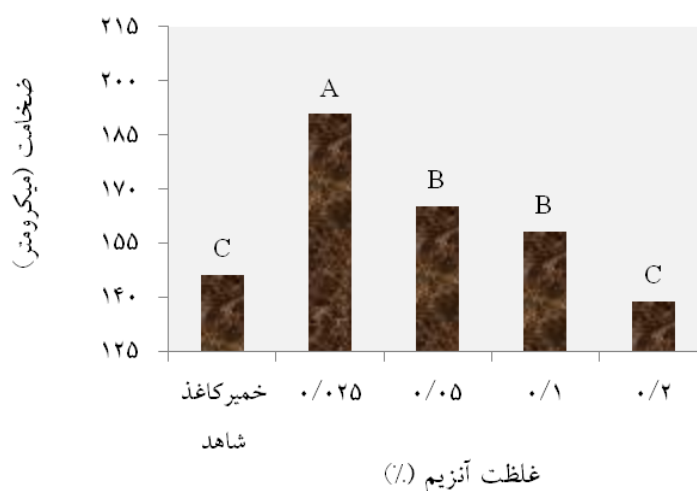 ضخامت (میکرومتر)
۲۱۵
۲۰۰
۱۸۵
۱۷۰
۱۵۵
۱۴۰
۱۲۵
C
A
B
B
C
خمیرکاغذ
شاهد
۰/۰۲۵
۰/۰۵
۰/۱
۰/۲
غلظت آنزیم (٪)